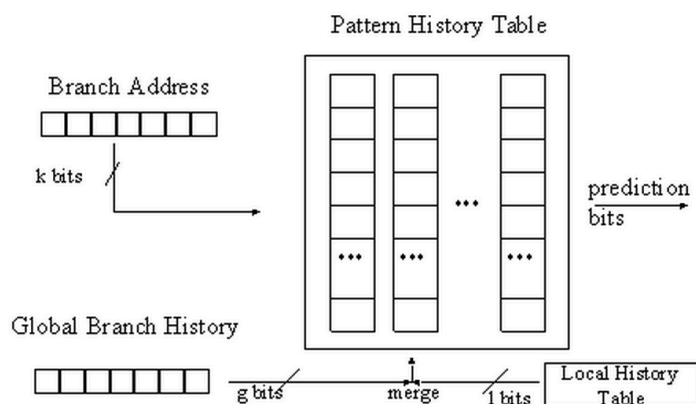 Pattern History Table
Branch Address
k bits
...
prediction
bits
... ... ...
Global Branch History
g bits
merge
l bits
Local History
Table